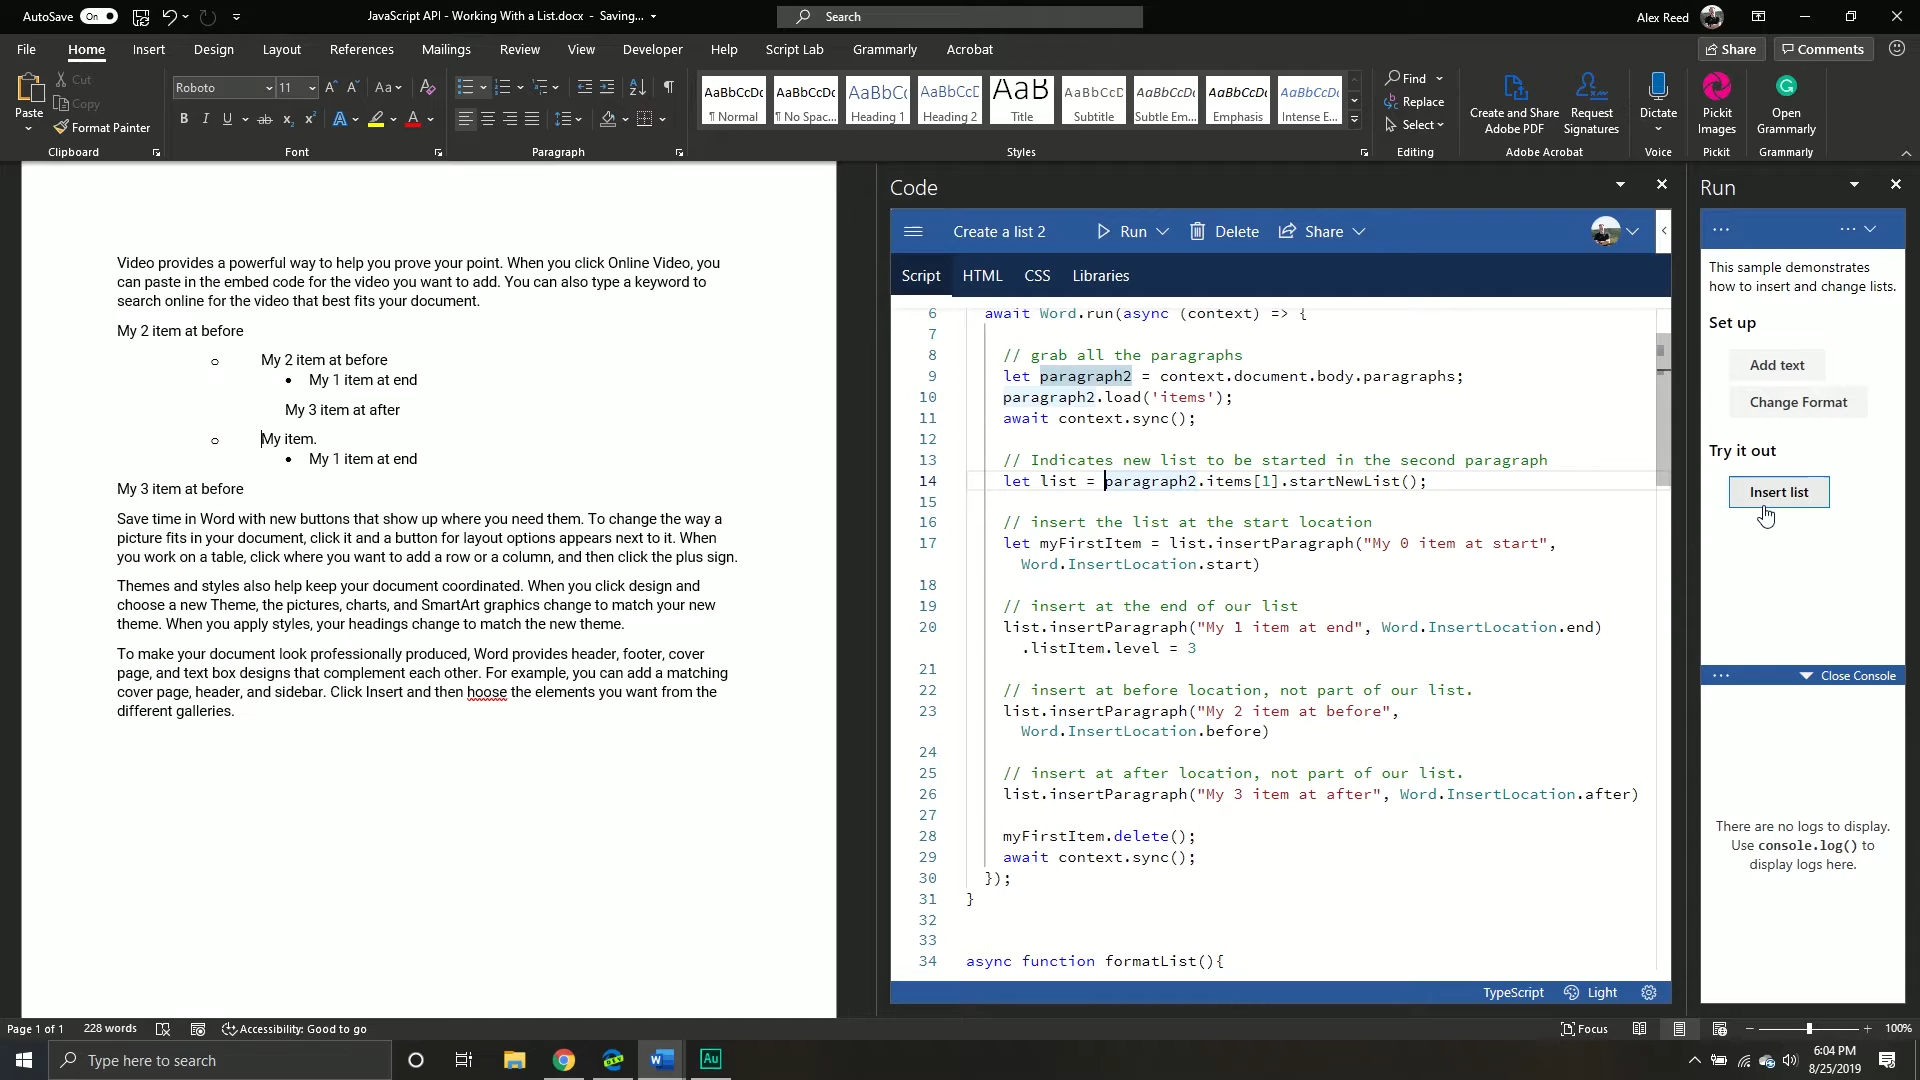 AutoSave On JavaScript API - Working With a List.docx - Saving... Search Alex Reed
File Home Insert Design Layout References Mailings Review View Developer Help Script Lab Grammarly Acrobat Share Comments
Paste
Cut
Copy
Format Painter
Clipboard
Roboto 11
Font
Paragraph
AaBbCcDc AaBbCcDc AaBbC AaBbCcD AaB AaBbCcD AaBbCcDc AaBbCcDc AaBbCcDc
¶ Normal ¶ No Spac... Heading 1 Heading 2 Title Subtitle Subtle Em... Emphasis Intense E...
Styles
Find
Replace
Select
Editing
Create and Share Adobe PDF
Request Signatures
Adobe Acrobat
Dictate
Voice
Pickit Images
Pickit
Open Grammarly
Grammarly
Video provides a powerful way to help you prove your point. When you click Online Video, you
can paste in the embed code for the video you want to add. You can also type a keyword to
search online for the video that best fits your document.
My 2 item at before
o My 2 item at before
• My 1 item at end
My 3 item at after
o My item.
• My 1 item at end
My 3 item at before
Save time in Word with new buttons that show up where you need them. To change the way a
picture fits in your document, click it and a button for layout options appears next to it. When
you work on a table, click where you want to add a row or a column, and then click the plus sign.
Themes and styles also help keep your document coordinated. When you click design and
choose a new Theme, the pictures, charts, and SmartArt graphics change to match your new
theme. When you apply styles, your headings change to match the new theme.
To make your document look professionally produced, Word provides header, footer, cover
page, and text box designs that complement each other. For example, you can add a matching
cover page, header, and sidebar. Click Insert and then hoose the elements you want from the
different galleries.
Code
Create a list 2 Run Delete Share
Script HTML CSS Libraries
6 await Word.run(async (context) => {
7
8 // grab all the paragraphs
9 let paragraph2 = context.document.body.paragraphs;
10 paragraph2.load('items');
11 await context.sync();
12
13 // Indicates new list to be started in the second paragraph
14 let list = paragraph2.items[1].startNewList();
15
16 // insert the list at the start location
17 let myFirstItem = list.insertParagraph("My 0 item at start",
Word.InsertLocation.start)
18
19 // insert at the end of our list
20 list.insertParagraph("My 1 item at end", Word.InsertLocation.end)
.listItem.level = 3
21
22 // insert at before location, not part of our list.
23 list.insertParagraph("My 2 item at before",
Word.InsertLocation.before)
24
25 // insert at after location, not part of our list.
26 list.insertParagraph("My 3 item at after", Word.InsertLocation.after)
27
28 myFirstItem.delete();
29 await context.sync();
30 });
31 }
32
33
34 async function formatList(){
TypeScript Light
Run
This sample demonstrates
how to insert and change lists.
Set up
Add text
Change Format
Try it out
Insert list
Close Console
There are no logs to display.
Use console.log() to
display logs here.
Page 1 of 1 228 words Accessibility: Good to go Focus 100%
Type here to search
DEV
Au
6:04 PM
8/25/2019